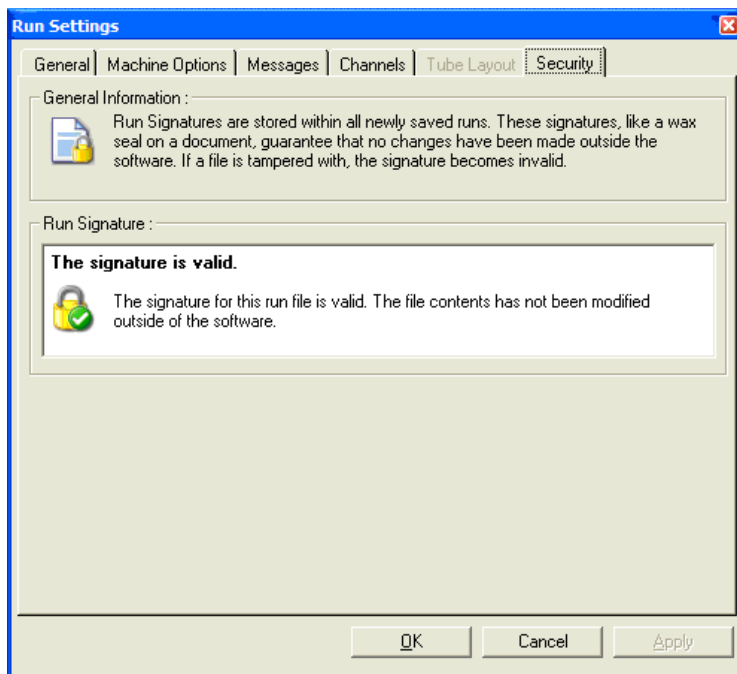 Run Settings
General Machine Options Messages Channels Tube Layout Security
General Information :
Run Signatures are stored within all newly saved runs. These signatures, like a wax
seal on a document, guarantee that no changes have been made outside the
software. If a file is tampered with, the signature becomes invalid.
Run Signature :
The signature is valid.
The signature for this run file is valid. The file contents has not been modified
outside of the software.
OK Cancel Apply